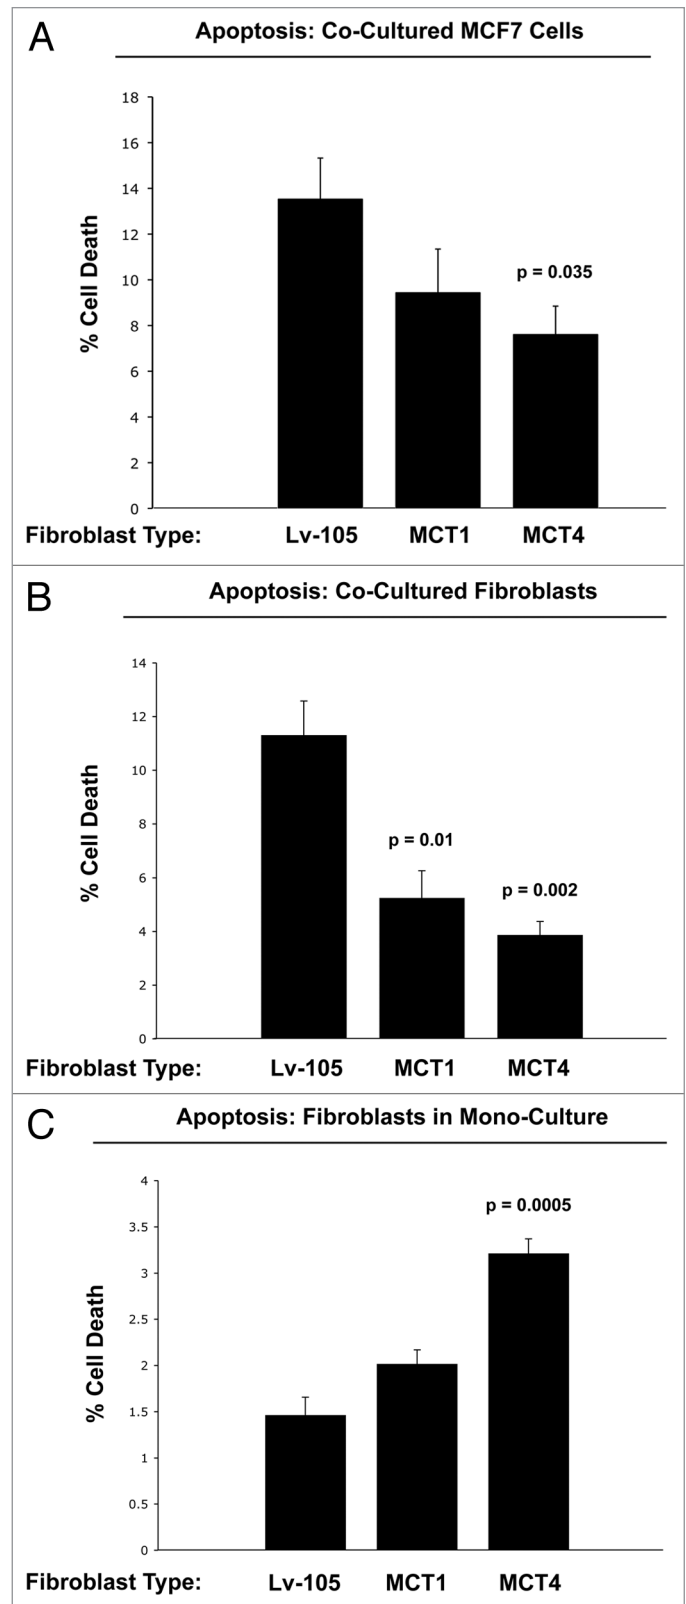 A
Apoptosis: Co-Cultured MCF7 Cells
% Cell Death
18
16
14
12
10
8
6
4
2
0
p = 0.035
Fibroblast Type: Lv-105 MCT1 MCT4
B
Apoptosis: Co-Cultured Fibroblasts
% Cell Death
14
12
10
8
6
4
2
0
p = 0.01
p = 0.002
Fibroblast Type: Lv-105 MCT1 MCT4
C
Apoptosis: Fibroblasts in Mono-Culture
% Cell Death
4
3.5
3
2.5
2
1.5
1
0.5
0
p = 0.0005
Fibroblast Type: Lv-105 MCT1 MCT4